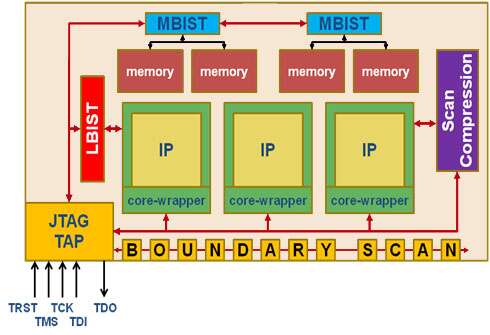 MBIST
MBIST
memory
memory
memory
memory
LBIST
IP
core-wrapper
IP
core-wrapper
IP
core-wrapper
Scan
Compression
JTAG
TAP
B O U N D A R Y S C A N
TRST
TMS
TCK
TDI
TDO